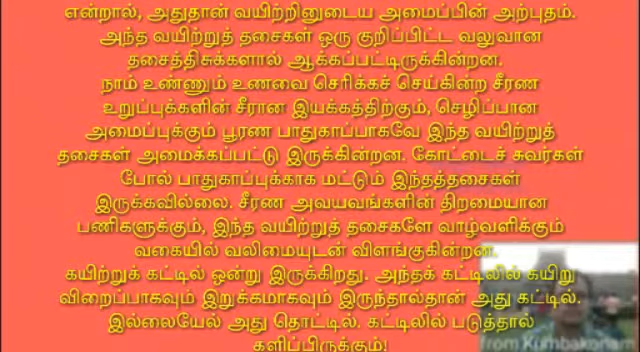 என்றால், அதுதான் வயிற்றினுடைய அமைப்பின் அற்புதம்.
அந்த வயிற்றுத் தசைகள் ஒரு குறிப்பிட்ட வலுவான
தசைத்திசுக்களால் ஆக்கப்பட்டிருக்கின்றன.
நாம் உண்ணும் உணவை செரிக்கச் செய்கின்ற சீரண
உறுப்புக்களின் சீரான இயக்கத்திற்கும், செழிப்பான
அமைப்புக்கும் பூரண பாதுகாப்பாகவே இந்த வயிற்றுத்
தசைகள் அமைக்கப்பட்டு இருக்கின்றன. கோட்டைச் சுவர்கள்
போல் பாதுகாப்புக்காக மட்டும் இந்தத்தசைகள்
இருக்கவில்லை. சீரண அவயவங்களின் திறமையான
பணிகளுக்கும், இந்த வயிற்றுத் தசைகளே வாழ்வளிக்கும்
வகையில் வலிமையுடன் விளங்குகின்றன.
கயிற்றுக் கட்டில் ஒன்று இருக்கிறது. அந்தக் கட்டிலில் கயிறு
விறைப்பாகவும் இறுக்கமாகவும் இருந்தால்தான் அது கட்டில்.
இல்லையேல் அது தொட்டில். கட்டிலில் படுத்தால்
களிப்பிருக்கும்!
from Kumbakonam